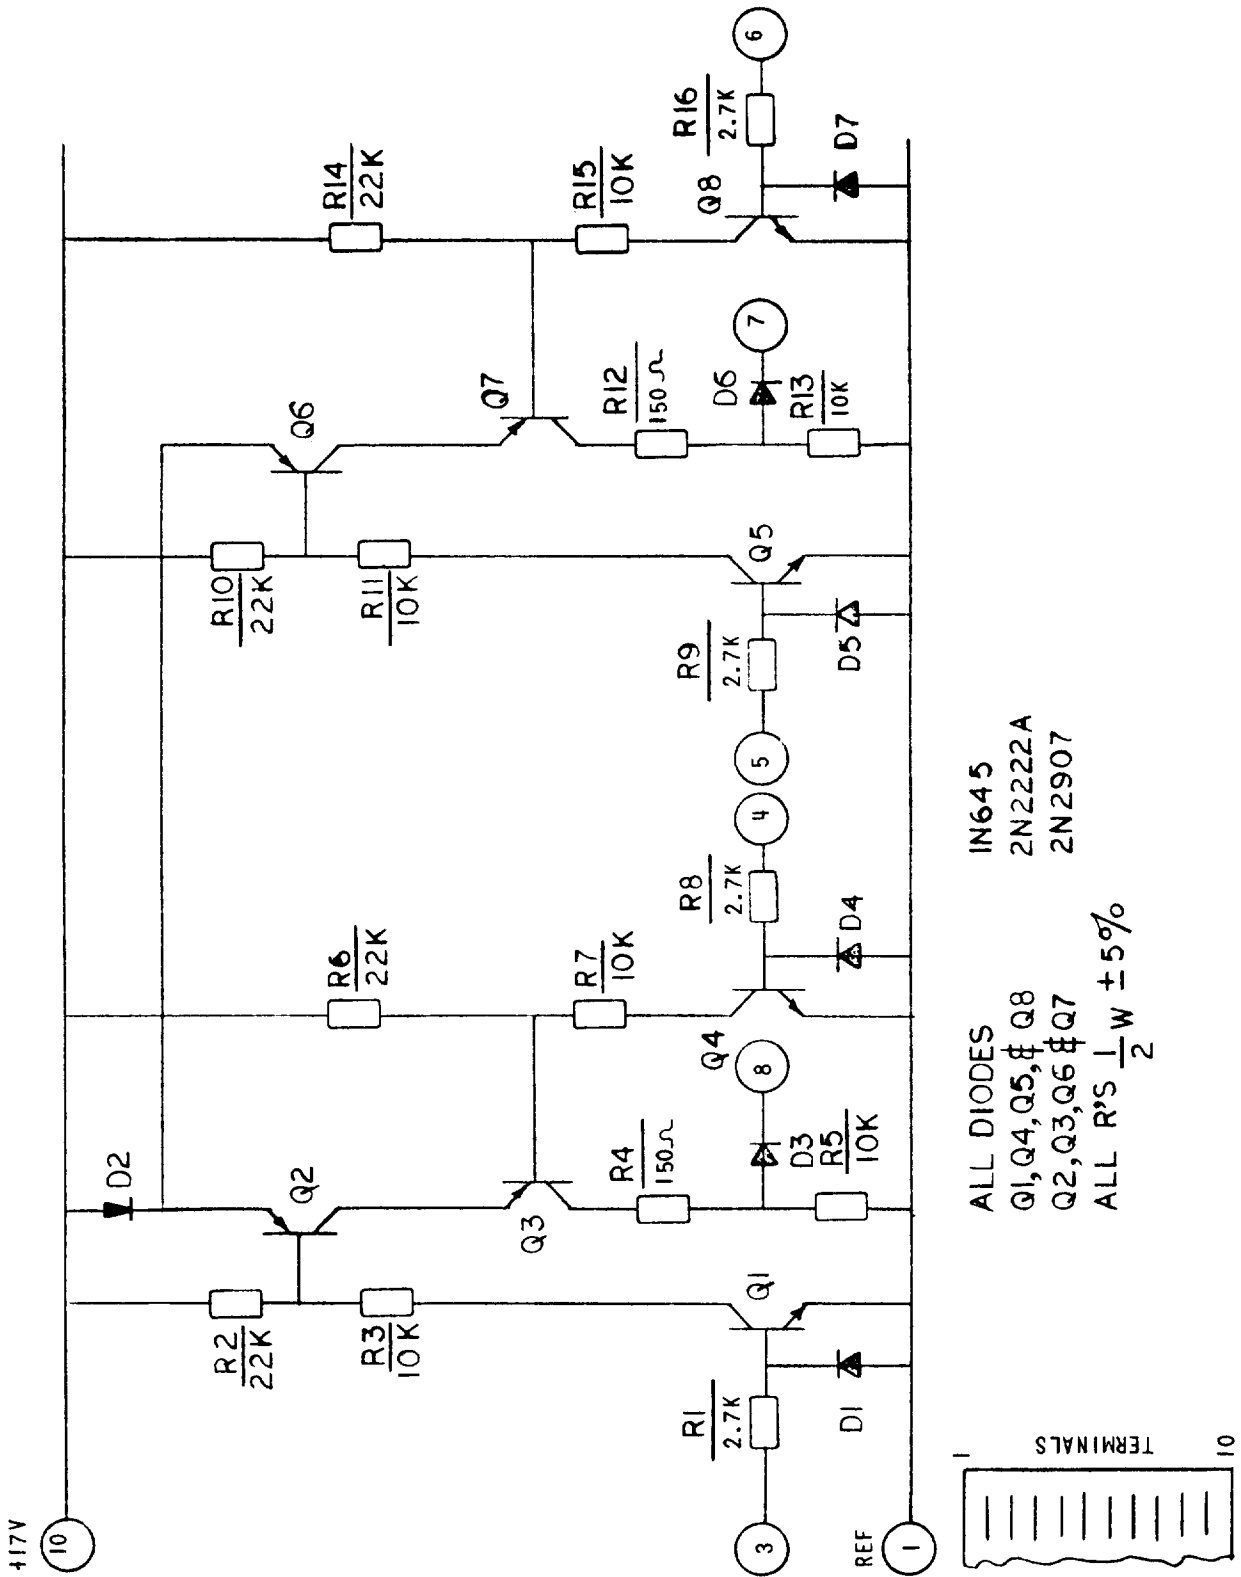 +17V
10
R2
22K
R3
10K
R1
2.7K
3
D1
Q1
REF
1
D2
Q2
Q3
R4
150Ω
D3
8
R5
10K
R6
22K
R7
10K
Q4
R8
2.7K
4
D4
5
R9
2.7K
D5
Q5
R10
22K
R11
10K
Q6
Q7
R12
150Ω
D6
7
R13
10K
R14
22K
R15
10K
Q8
R16
2.7K
6
D7
ALL DIODES 1N645
Q1,Q4,Q5,& Q8 2N2222A
Q2,Q3,Q6 & Q7 2N2907
ALL R'S 1/2 W ±5%
1
TERMINALS
10